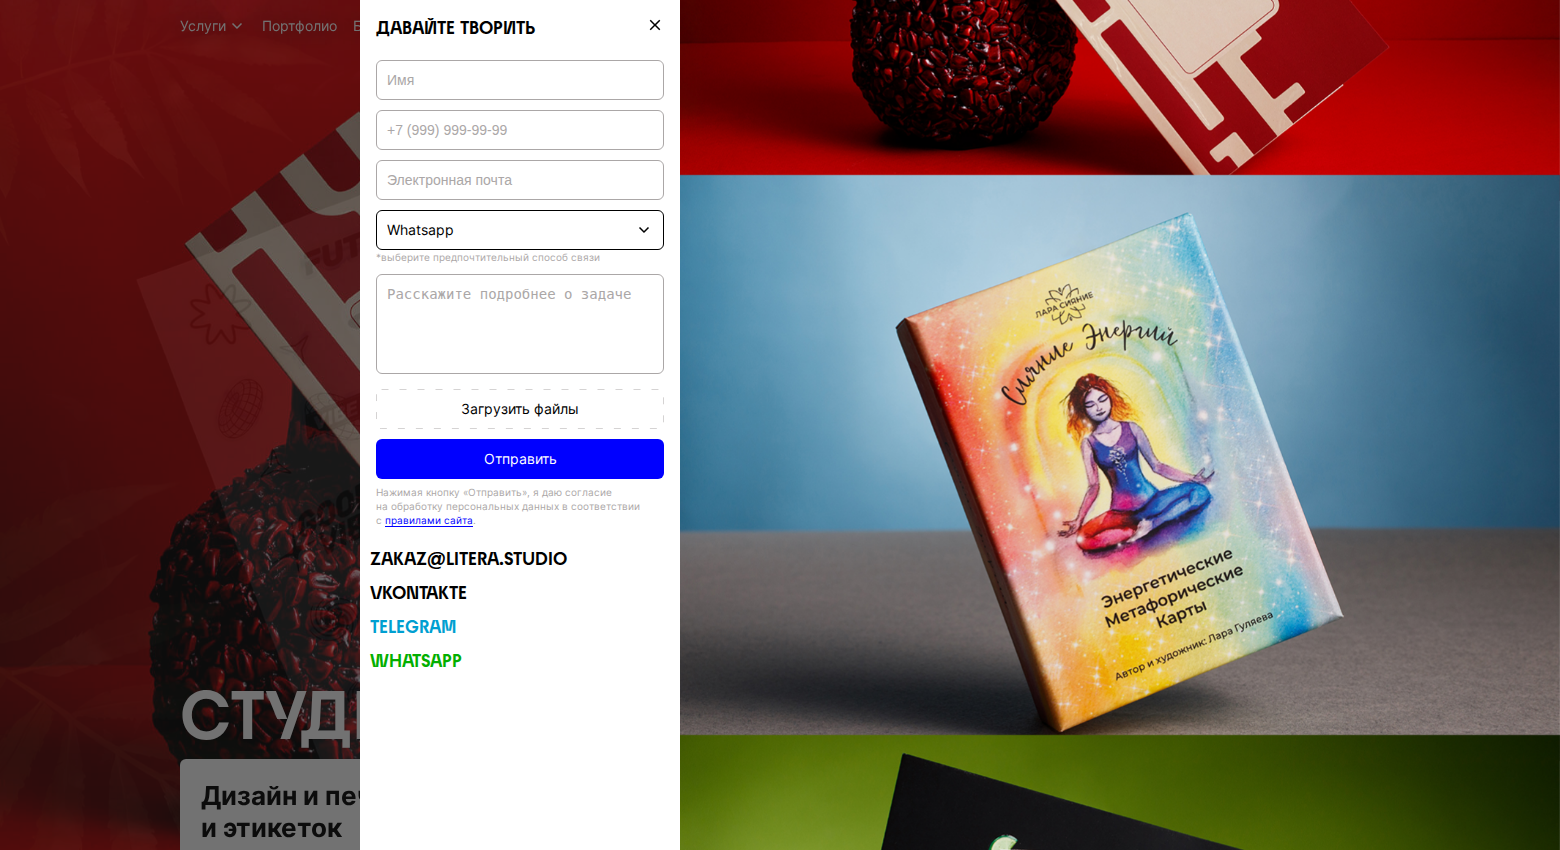 Услуги
Портфолио
ДАВАЙТЕ ТВОРИТЬ
Имя
+7 (999) 999-99-99
Электронная почта
Whatsapp
*выберите предпочтительный способ связи
Расскажите подробнее о задаче
Загрузить файлы
Отправить
Нажимая кнопку «Отправить», я даю согласие
на обработку персональных данных в соответствии
с правилами сайта.
ZAKAZ@LITERA.STUDIO
VKONTAKTE
TELEGRAM
WHATSAPP
Дизайн и
и этикеток
ЛАРА СИЯНИЕ
Сияние Энергий
Энергетические
Метафорические
Карты
Автор и художник: Лара Гуляева